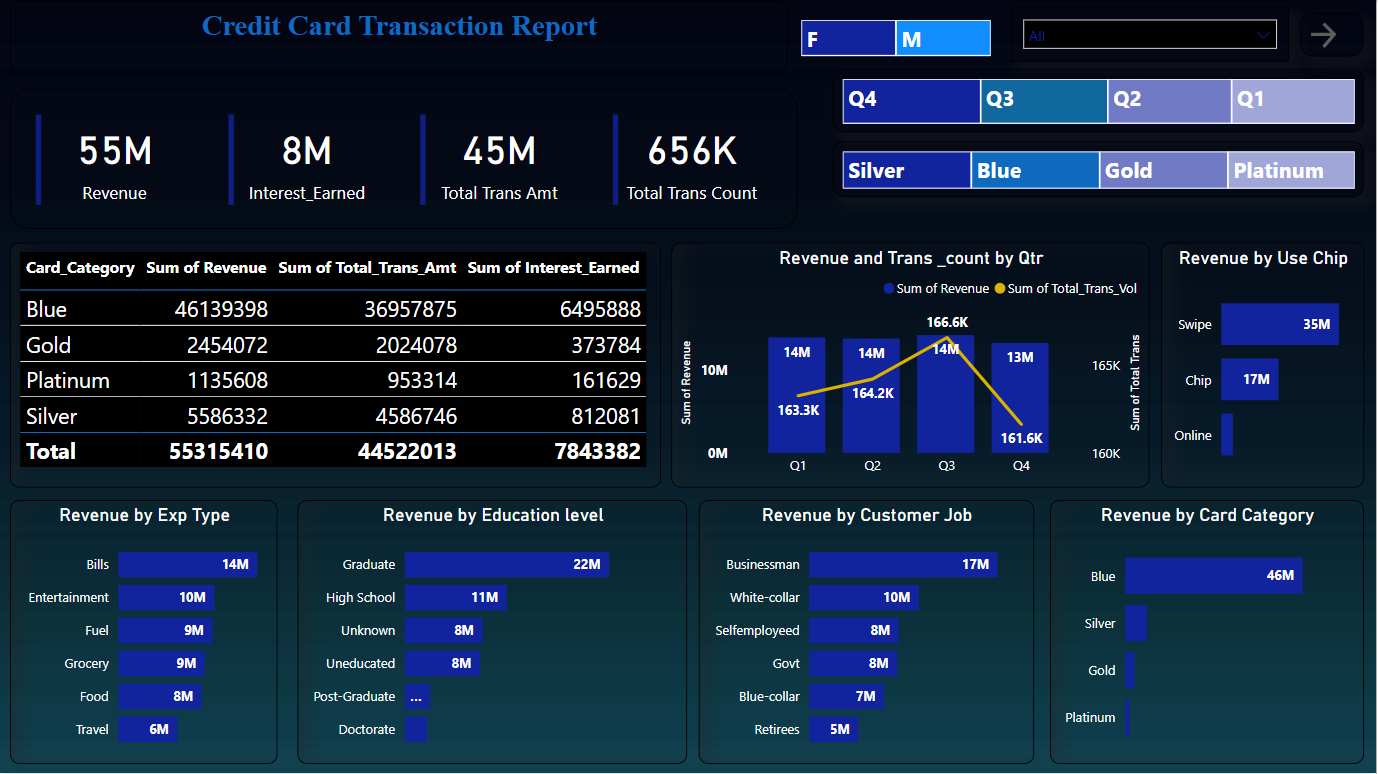 Credit Card Transaction Report
F M
All
Q4 Q3 Q2 Q1
Silver Blue Gold Platinum
55M 8M 45M 656K
Revenue Interest_Earned Total Trans Amt Total Trans Count
Card_Category Sum of Revenue Sum of Total_Trans_Amt Sum of Interest_Earned
Blue 46139398 36957875 6495888
Gold 2454072 2024078 373784
Platinum 1135608 953314 161629
Silver 5586332 4586746 812081
Total 55315410 44522013 7843382
Revenue and Trans _count by Qtr
Sum of Revenue Sum of Total_Trans_Vol
Sum of Revenue
10M
0M
14M 14M 14M 13M
163.3K 164.2K 166.6K 161.6K
Q1 Q2 Q3 Q4
165K
160K
Sum of Total Trans
Revenue by Use Chip
Swipe 35M
Chip 17M
Online
Revenue by Exp Type
Bills 14M
Entertainment 10M
Fuel 9M
Grocery 9M
Food 8M
Travel 6M
Revenue by Education level
Graduate 22M
High School 11M
Unknown 8M
Uneducated 8M
Post-Graduate ...
Doctorate
Revenue by Customer Job
Businessman 17M
White-collar 10M
Selfemployeed 8M
Govt 8M
Blue-collar 7M
Retirees 5M
Revenue by Card Category
Blue 46M
Silver
Gold
Platinum